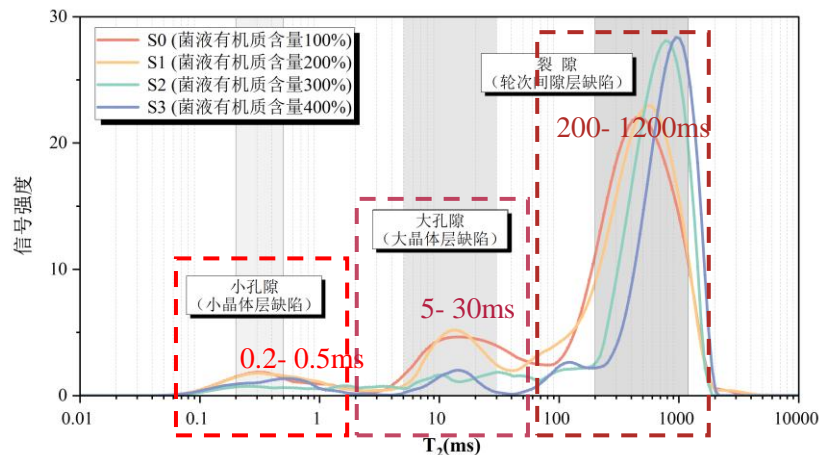 30
20
10
0
信号强度
S0 (菌液有机质含量100%)
S1 (菌液有机质含量200%)
S2 (菌液有机质含量300%)
S3 (菌液有机质含量400%)
裂 隙
(轮次间隙层缺陷)
200- 1200ms
大孔隙
(大晶体层缺陷)
5- 30ms
小孔隙
(小晶体层缺陷)
0.2- 0.5ms
0.01 0.1 1 10 100 1000 10000
T₂(ms)